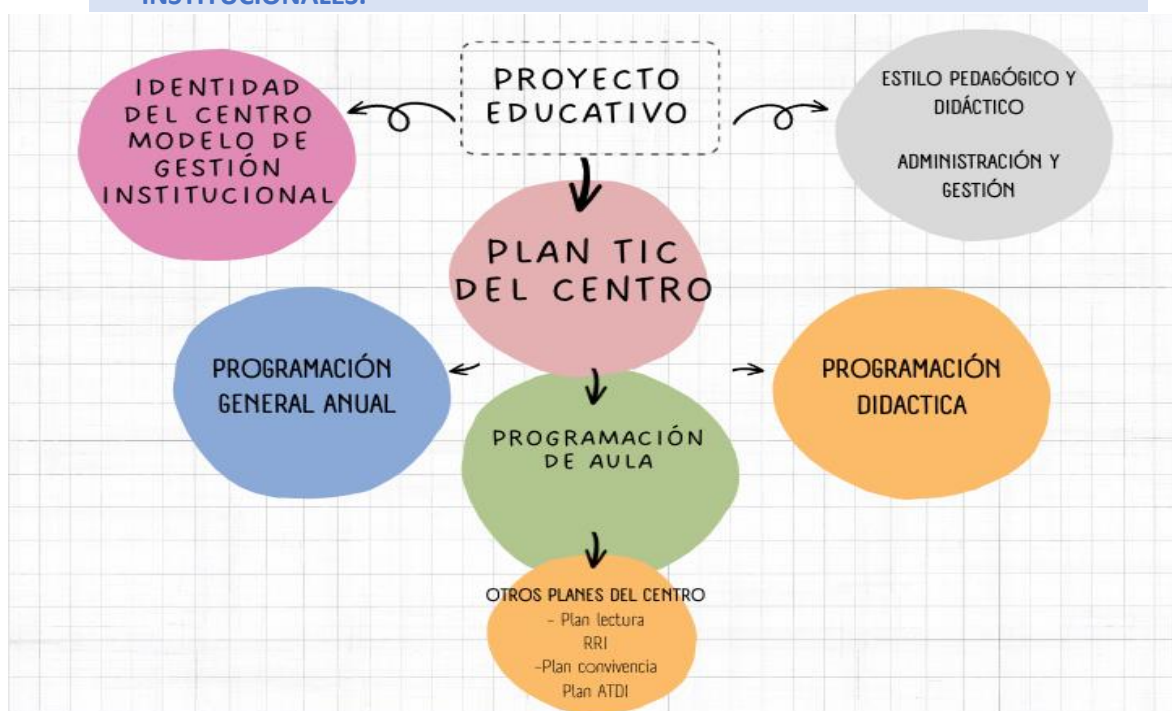 INSTITUCIONALES.
PROYECTO
EDUCATIVO
IDENTIDAD
DEL CENTRO
MODELO DE
GESTIÓN
INSTITUCIONAL
ESTILO PEDAGÓGICO Y
DIDÁCTICO
ADMINISTRACIÓN Y
GESTIÓN
PLAN TIC
DEL CENTRO
PROGRAMACIÓN
GENERAL ANUAL
PROGRAMACIÓN
DIDACTICA
PROGRAMACIÓN
DE AULA
OTROS PLANES DEL CENTRO
- Plan lectura
RRI
-Plan convivencia
Plan ATDI